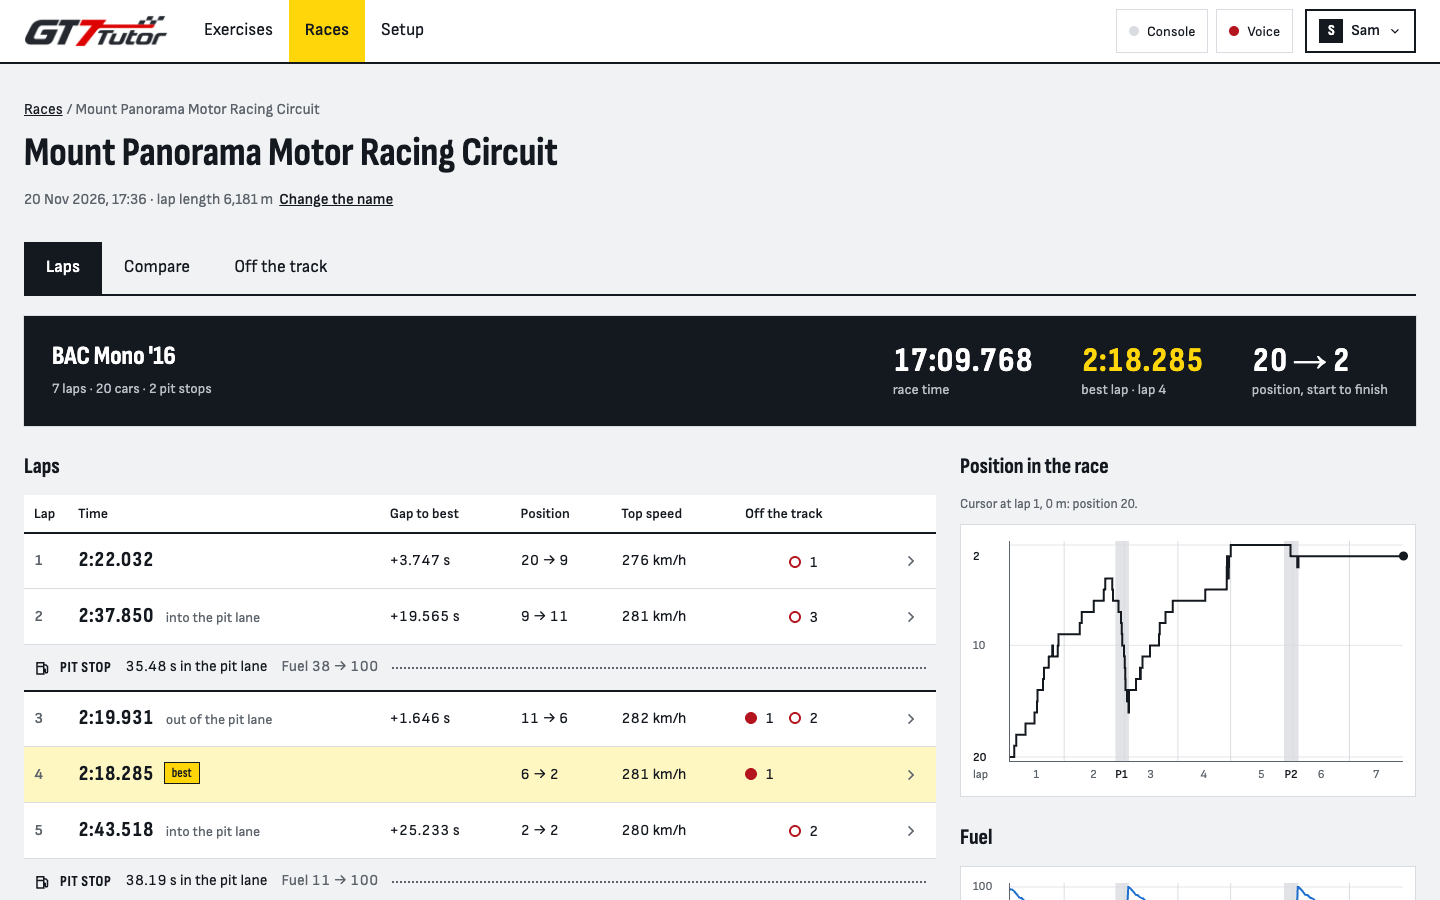 GT7Tutor
Exercises
Races
Setup
Console
Voice
S Sam
Races / Mount Panorama Motor Racing Circuit
Mount Panorama Motor Racing Circuit
20 Nov 2026, 17:36 · lap length 6,181 m Change the name
Laps
Compare
Off the track
BAC Mono '16
7 laps · 20 cars · 2 pit stops
17:09.768
race time
2:18.285
best lap · lap 4
20 → 2
position, start to finish
Laps
Lap Time Gap to best Position Top speed Off the track
1 2:22.032 +3.747 s 20 → 9 276 km/h 1
2 2:37.850 into the pit lane +19.565 s 9 → 11 281 km/h 3
PIT STOP 35.48 s in the pit lane Fuel 38 → 100
3 2:19.931 out of the pit lane +1.646 s 11 → 6 282 km/h 1 2
4 2:18.285 best 6 → 2 281 km/h 1
5 2:43.518 into the pit lane +25.233 s 2 → 2 280 km/h 2
PIT STOP 38.19 s in the pit lane Fuel 11 → 100
Position in the race
Cursor at lap 1, 0 m: position 20.
2
10
20
lap 1 2 P1 3 4 5 P2 6 7
Fuel
100